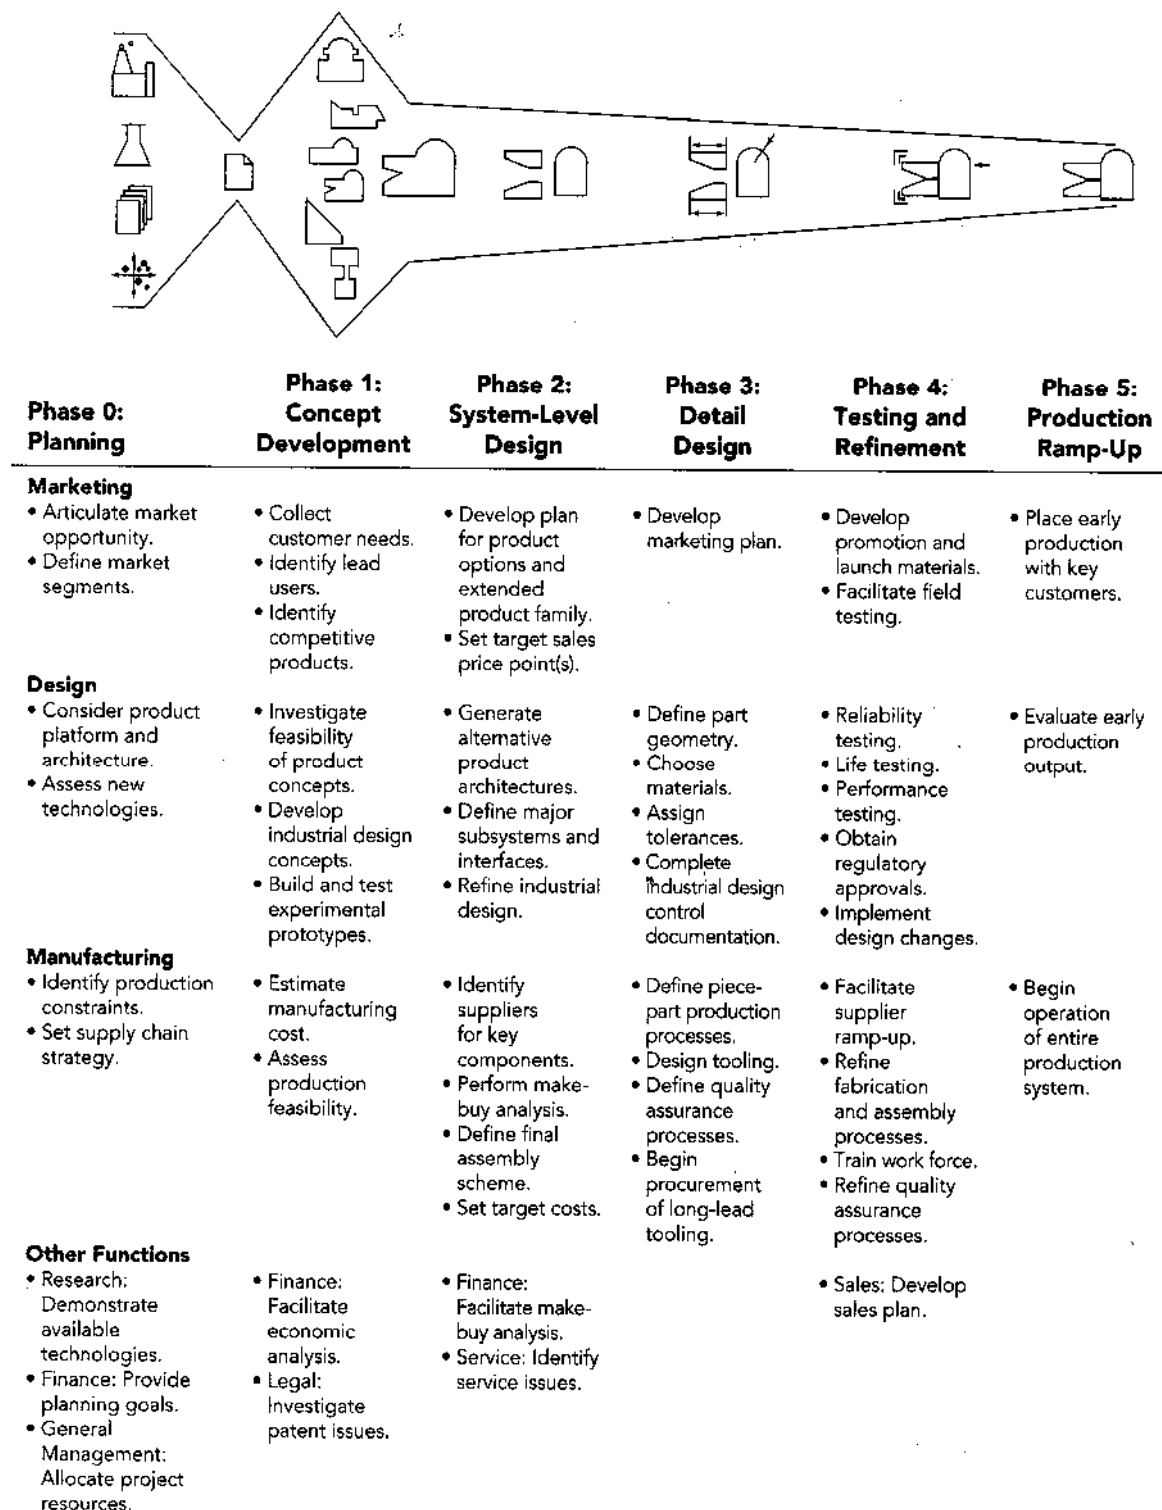 Phase 0:
Planning
Phase 1:
Concept
Development
Phase 2:
System-Level
Design
Phase 3:
Detail
Design
Phase 4:
Testing and
Refinement
Phase 5:
Production
Ramp-Up
Marketing
• Articulate market
opportunity.
• Define market
segments.
• Collect
customer needs.
• Identify lead
users.
• Identify
competitive
products.
• Develop plan
for product
options and
extended
product family.
• Set target sales
price point(s).
• Develop
marketing plan.
• Develop
promotion and
launch materials.
• Facilitate field
testing.
• Place early
production
with key
customers.
Design
• Consider product
platform and
architecture.
• Assess new
technologies.
• Investigate
feasibility
of product
concepts.
• Develop
industrial design
concepts.
• Build and test
experimental
prototypes.
• Generate
alternative
product
architectures.
• Define major
subsystems and
interfaces.
• Refine industrial
design.
• Define part
geometry.
• Choose
materials.
• Assign
tolerances.
• Complete
industrial design
control
documentation.
• Reliability
testing.
• Life testing.
• Performance
testing.
• Obtain
regulatory
approvals.
• Implement
design changes.
• Evaluate early
production
output.
Manufacturing
• Identify production
constraints.
• Set supply chain
strategy.
• Estimate
manufacturing
cost.
• Assess
production
feasibility.
• Identify
suppliers
for key
components.
• Perform make-
buy analysis.
• Define final
assembly
scheme.
• Set target costs.
• Define piece-
part production
processes.
• Design tooling.
• Define quality
assurance
processes.
• Begin
procurement
of long-lead
tooling.
• Facilitate
supplier
ramp-up.
• Refine
fabrication
and assembly
processes.
• Train work force.
• Refine quality
assurance
processes.
• Begin
operation
of entire
production
system.
Other Functions
• Research:
Demonstrate
available
technologies.
• Finance: Provide
planning goals.
• General
Management:
Allocate project
resources.
• Finance:
Facilitate
economic
analysis.
• Legal:
Investigate
patent issues.
• Finance:
Facilitate make-
buy analysis.
• Service: Identify
service issues.
• Sales: Develop
sales plan.